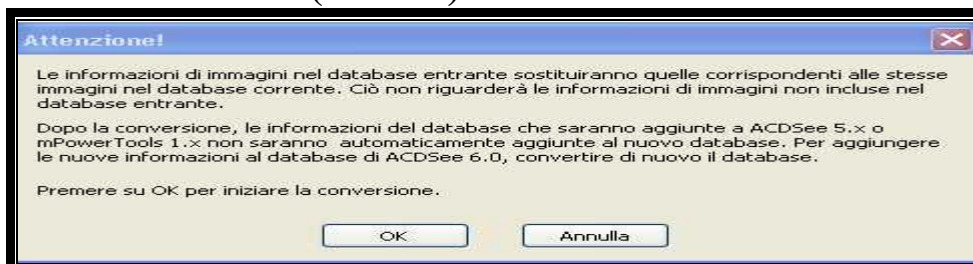 Attenzione!
Le informazioni di immagini nel database entrante sostituiranno quelle corrispondenti alle stesse
immagini nel database corrente. Ciò non riguarderà le informazioni di immagini non incluse nel
database entrante.
Dopo la conversione, le informazioni del database che saranno aggiunte a ACDSee 5.x o
mPowerTools 1.x non saranno automaticamente aggiunte al nuovo database. Per aggiungere
le nuove informazioni al database di ACDSee 6.0, convertire di nuovo il database.
Premere su OK per iniziare la conversione.
OK Annulla